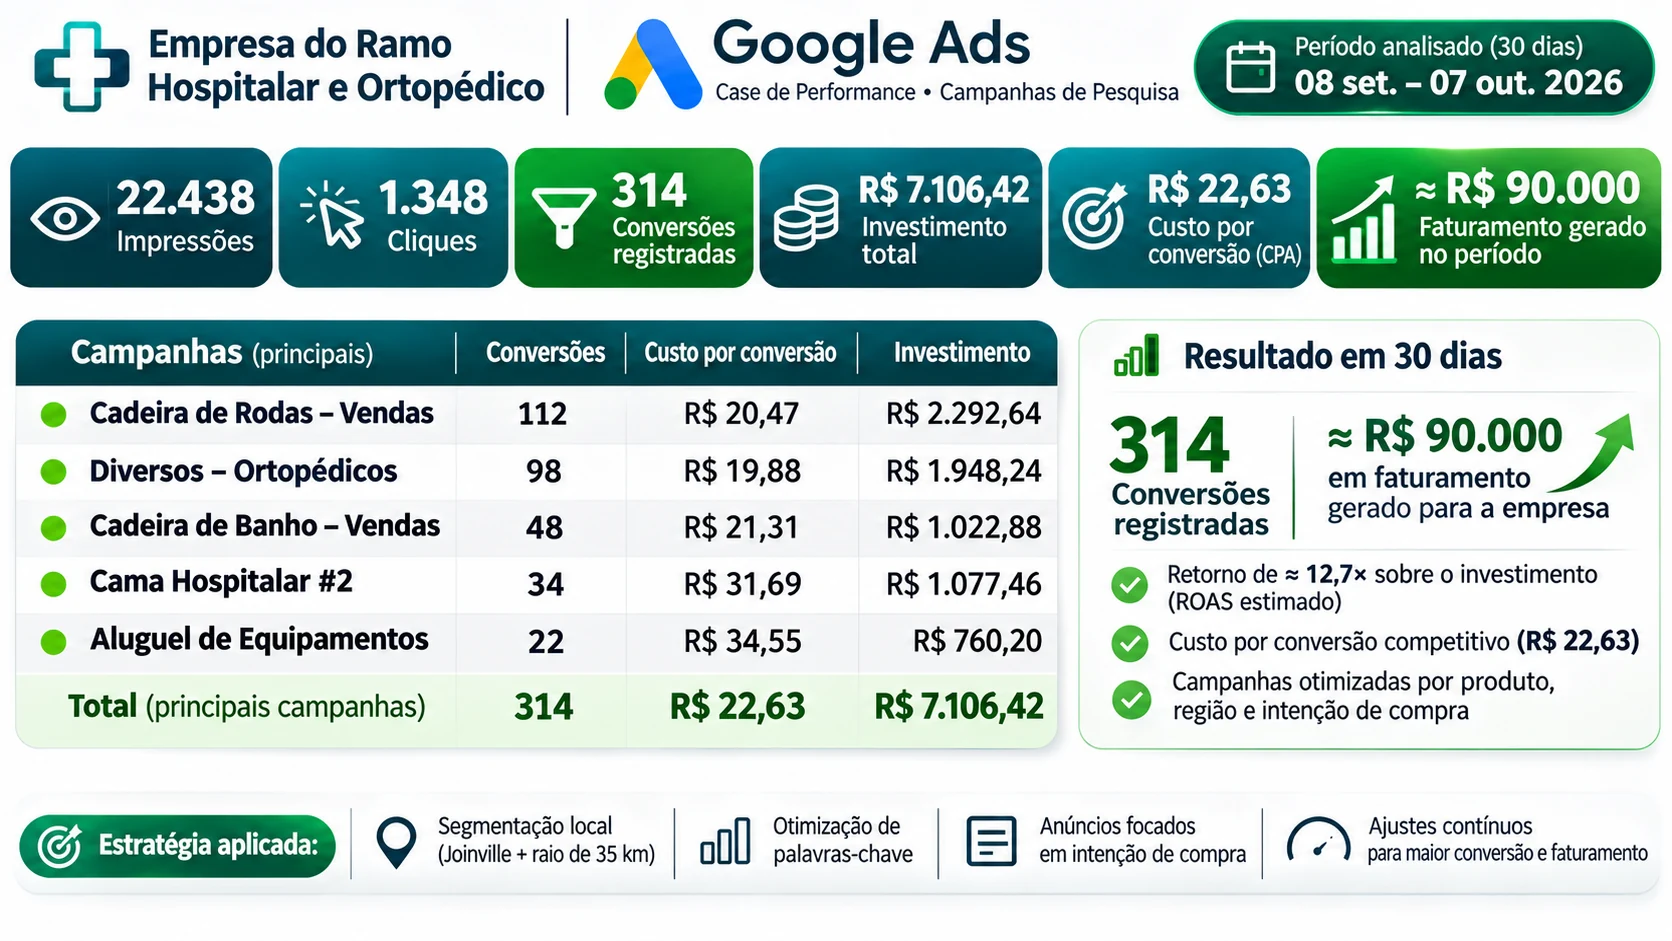 Empresa do Ramo
Hospitalar e Ortopédico
Google Ads
Case de Performance • Campanhas de Pesquisa
Período analisado (30 dias)
08 set. – 07 out. 2026
22.438
Impressões
1.348
Cliques
314
Conversões
registradas
R$ 7.106,42
Investimento
total
R$ 22,63
Custo por
conversão (CPA)
≈ R$ 90.000
Faturamento gerado
no período
Campanhas (principais) Conversões Custo por conversão Investimento
Cadeira de Rodas – Vendas 112 R$ 20,47 R$ 2.292,64
Diversos – Ortopédicos 98 R$ 19,88 R$ 1.948,24
Cadeira de Banho – Vendas 48 R$ 21,31 R$ 1.022,88
Cama Hospitalar #2 34 R$ 31,69 R$ 1.077,46
Aluguel de Equipamentos 22 R$ 34,55 R$ 760,20
Total (principais campanhas) 314 R$ 22,63 R$ 7.106,42
Resultado em 30 dias
314
Conversões
registradas
≈ R$ 90.000
em faturamento
gerado para a empresa
Retorno de ≈ 12,7× sobre o investimento
(ROAS estimado)
Custo por conversão competitivo (R$ 22,63)
Campanhas otimizadas por produto,
região e intenção de compra
Estratégia aplicada:
Segmentação local
(Joinville + raio de 35 km)
Otimização de
palavras-chave
Anúncios focados
em intenção de compra
Ajustes contínuos
para maior conversão e faturamento